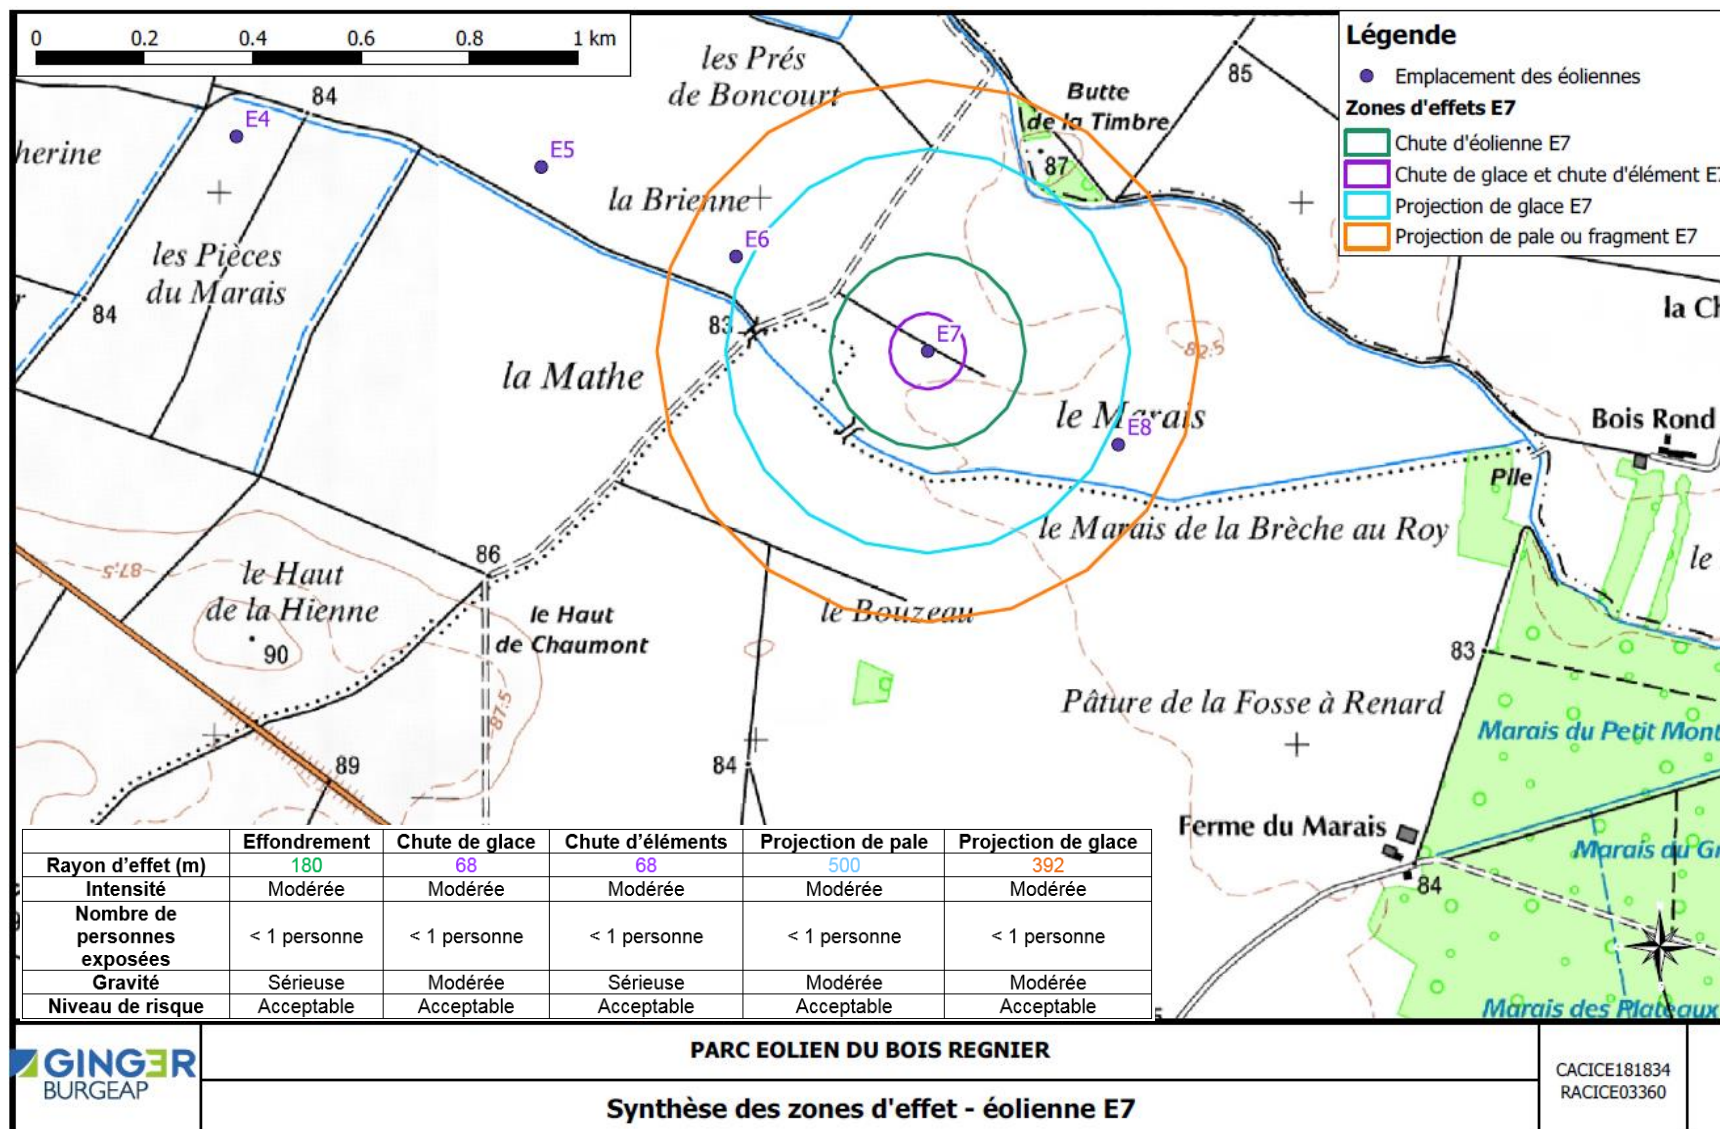 0 0.2 0.4 0.6 0.8 1 km
Légende
Emplacement des éoliennes
Zones d'effets E7
Chute d'éolienne E7
Chute de glace et chute d'élément E7
Projection de glace E7
Projection de pale ou fragment E7
les Prés
de Boncourt
Butte
de la Timbre
85
87
84
E4
E5
herine
la Brienne
E6
les Pièces
du Marais
84
83
E7
82.5
la Ch
la Mathe
le Marais
E8
Bois Rond
Pile
le Marais de la Brèche au Roy
le
86
87.5
le Haut
de la Hienne
90
le Haut
de Chaumont
le Bouzeau
87.5
83
Pâture de la Fosse à Renard
Marais du Petit Mont
89
84
Ferme du Marais
Marais du Gr
84
Marais des Plateaux
Effondrement Chute de glace Chute d’éléments Projection de pale Projection de glace
Rayon d’effet (m) 180 68 68 500 392
Intensité Modérée Modérée Modérée Modérée Modérée
Nombre de
personnes
exposées
< 1 personne < 1 personne < 1 personne < 1 personne < 1 personne
Gravité Sérieuse Modérée Sérieuse Modérée Modérée
Niveau de risque Acceptable Acceptable Acceptable Acceptable Acceptable
GINGER
BURGEAP
PARC EOLIEN DU BOIS REGNIER
Synthèse des zones d'effet - éolienne E7
CACICE181834
RACICE03360